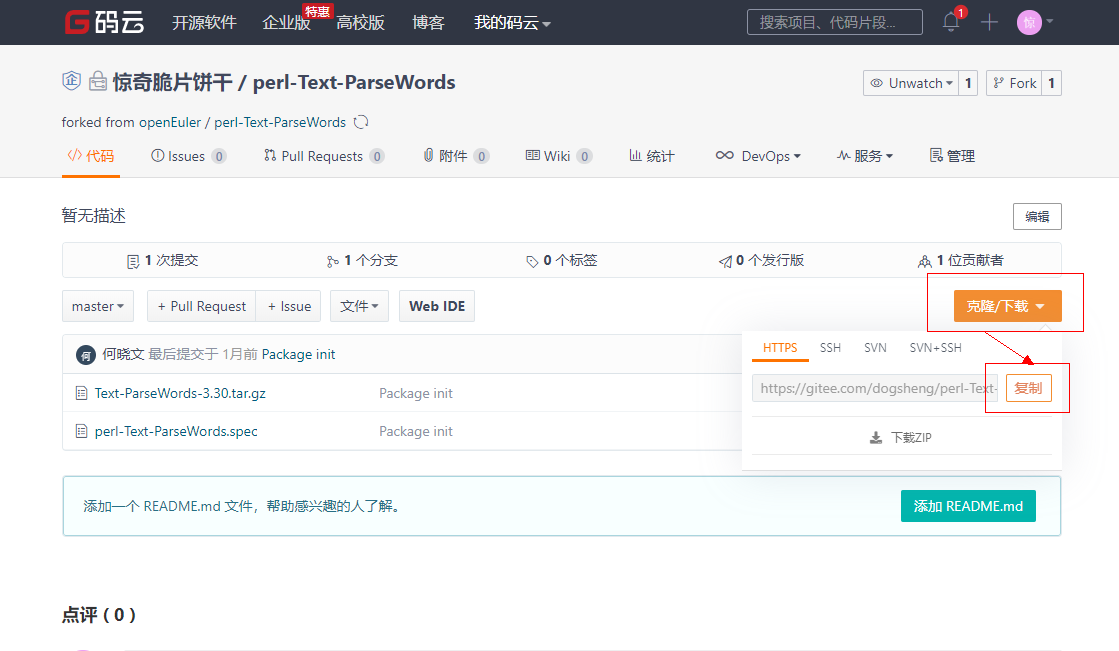 G码云 开源软件 企业版 特惠 高校版 博客 我的码云 搜索项目、代码片段... 1 惊
惊奇脆片饼干 / perl-Text-ParseWords Unwatch 1 Fork 1
forked from openEuler / perl-Text-ParseWords
代码 Issues 0 Pull Requests 0 附件 0 Wiki 0 统计 DevOps 服务 管理
暂无描述 编辑
1 次提交 1 个分支 0 个标签 0 个发行版 1 位贡献者
master + Pull Request + Issue 文件 Web IDE 克隆/下载
HTTPS SSH SVN SVN+SSH
何 何晓文 最后提交于 1月前 Package init
https://gitee.com/dogsheng/perl-Text- 复制
Text-ParseWords-3.30.tar.gz Package init
perl-Text-ParseWords.spec Package init
下载ZIP
添加一个 README.md 文件，帮助感兴趣的人了解。 添加 README.md
点评 ( 0 )